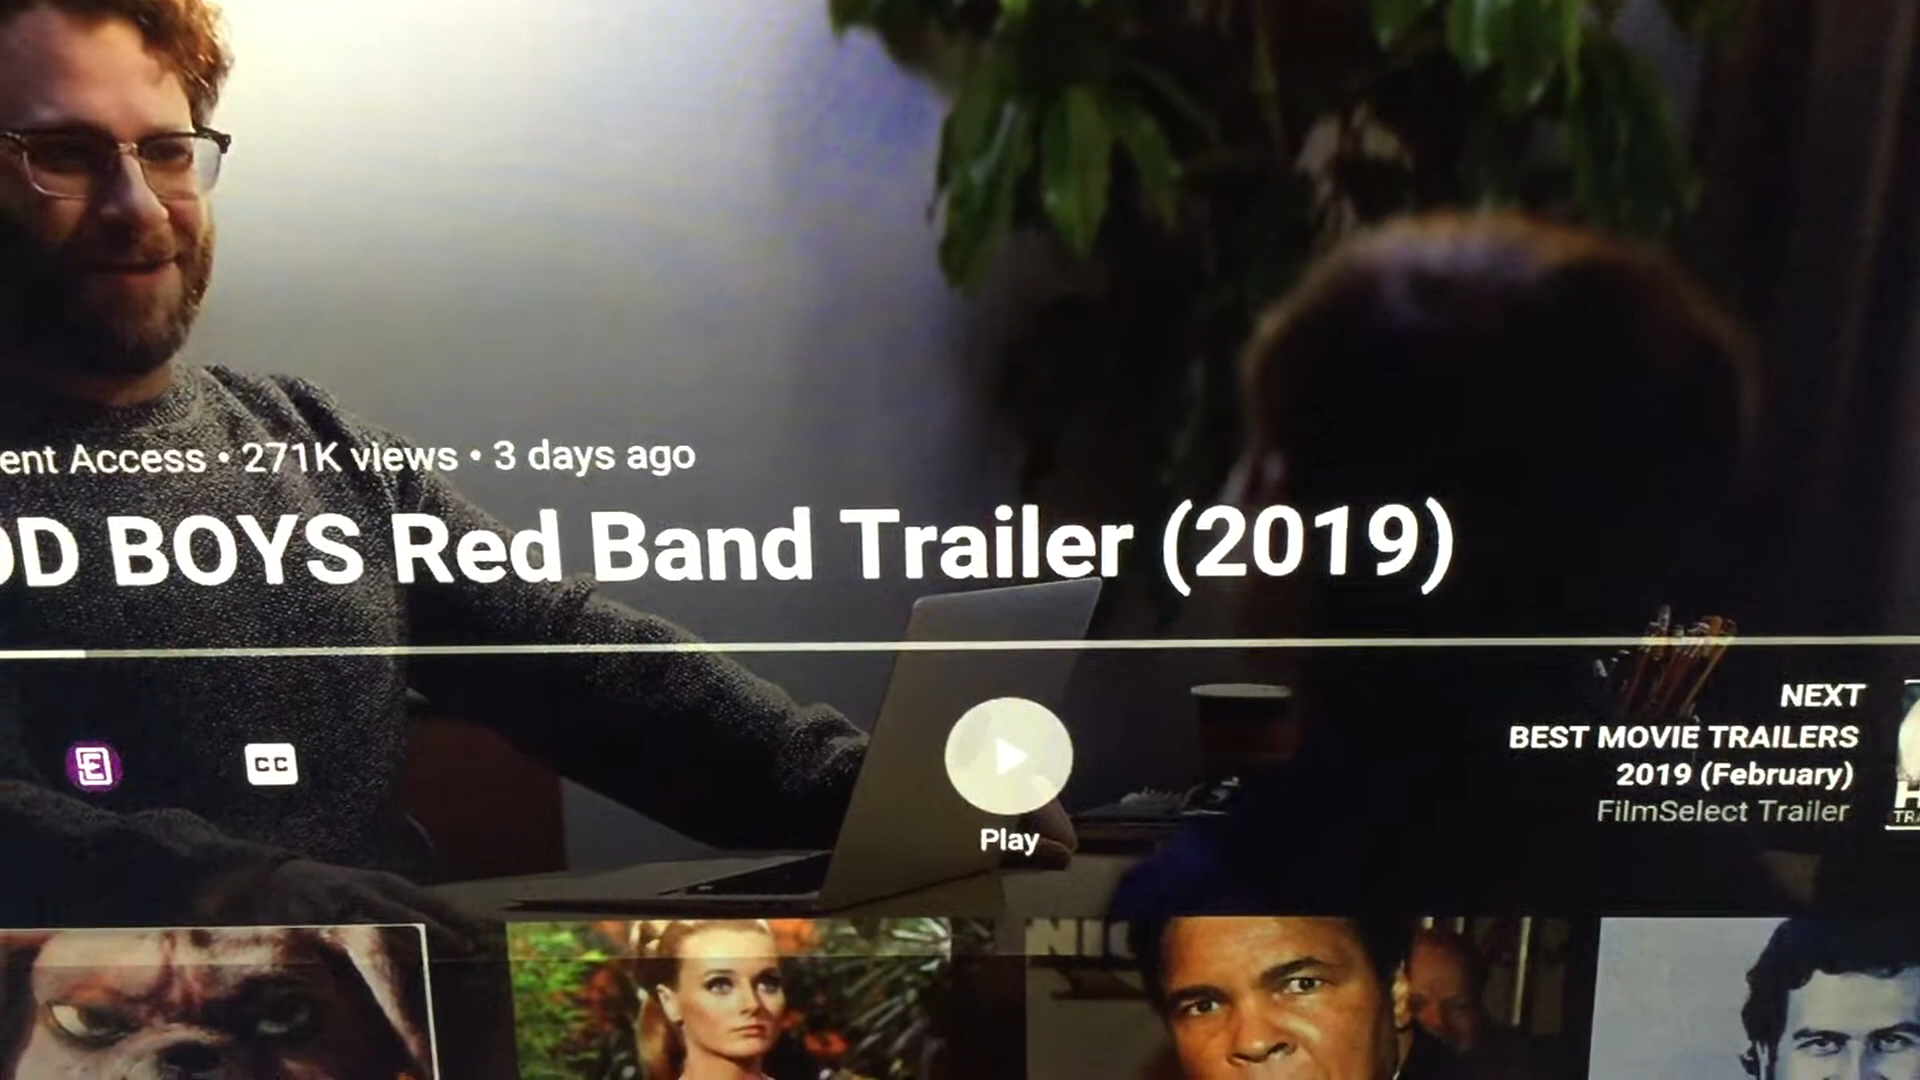 ent Access • 271K views • 3 days ago
OD BOYS Red Band Trailer (2019)
NEXT
BEST MOVIE TRAILERS
2019 (February)
FilmSelect Trailer
CC
Play